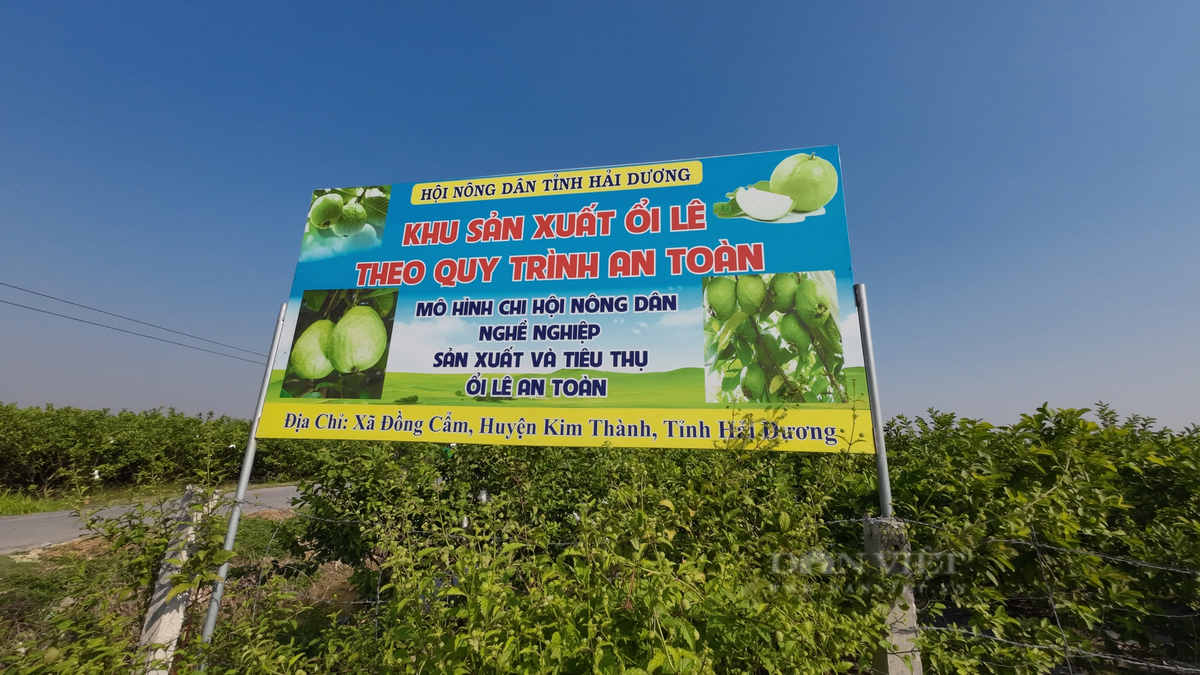 HỘI NÔNG DÂN TỈNH HẢI DƯƠNG
KHU SẢN XUẤT ỔI LÊ
THEO QUY TRÌNH AN TOÀN
MÔ HÌNH CHI HỘI NÔNG DÂN
NGHỀ NGHIỆP
SẢN XUẤT VÀ TIÊU THỤ
ỔI LÊ AN TOÀN
Địa Chỉ: Xã Đồng Cẩm, Huyện Kim Thành, Tỉnh Hải Dương
DÂN VIỆT